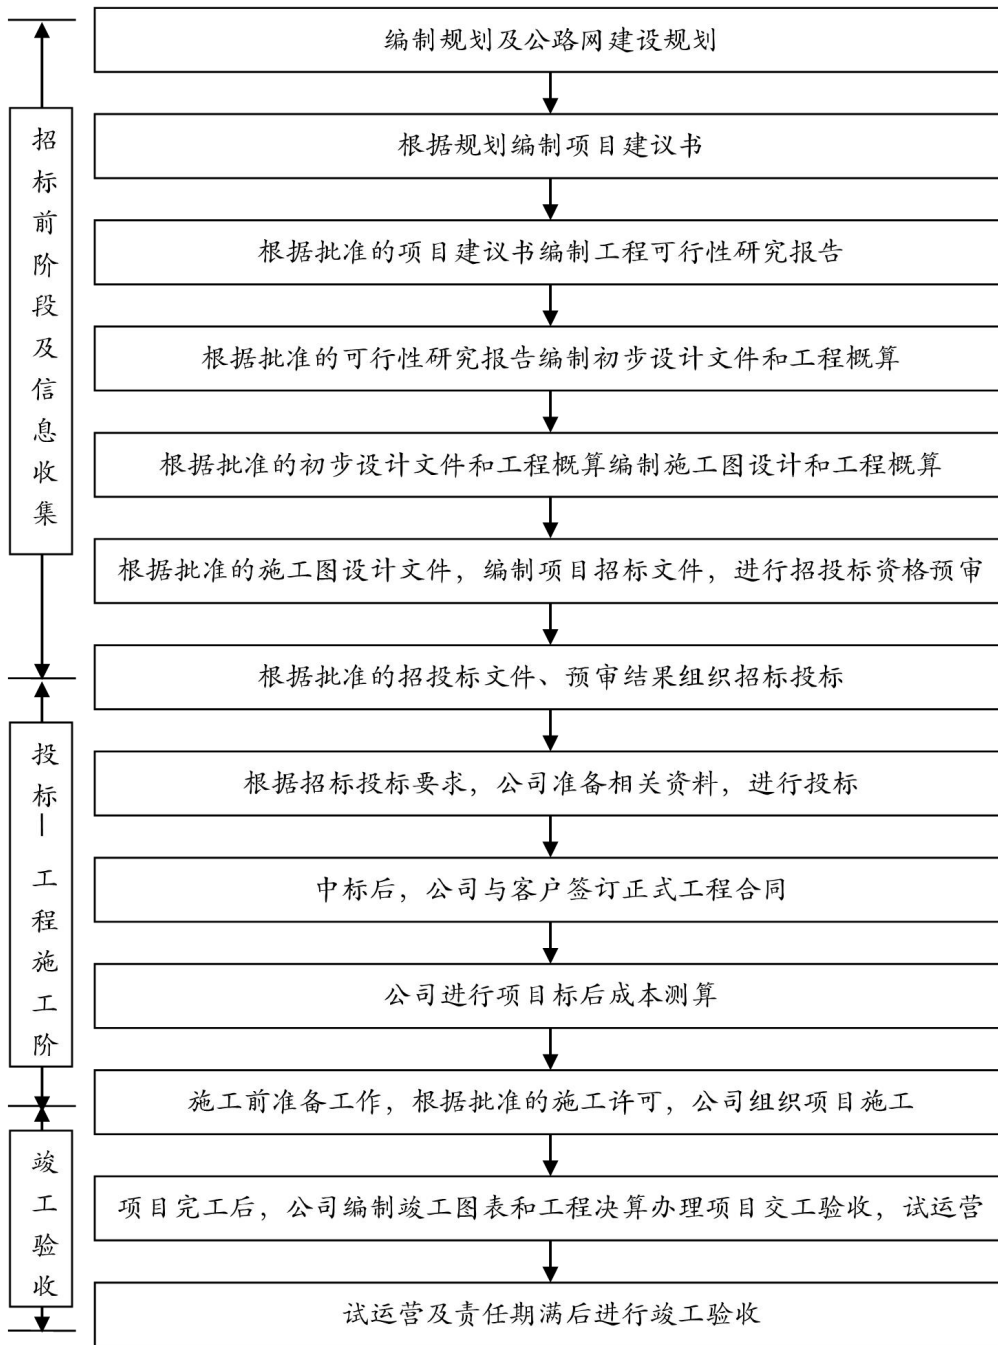 编制规划及公路网建设规划
根据规划编制项目建议书
根据批准的项目建议书编制工程可行性研究报告
根据批准的可行性研究报告编制初步设计文件和工程概算
根据批准的初步设计文件和工程概算编制施工图设计和工程概算
根据批准的施工图设计文件，编制项目招标文件，进行招投标资格预审
招标前阶段及信息收集
根据批准的招投标文件、预审结果组织招标投标
根据招标投标要求，公司准备相关资料，进行投标
中标后，公司与客户签订正式工程合同
公司进行项目标后成本测算
施工前准备工作，根据批准的施工许可，公司组织项目施工
投标—工程施工阶
项目完工后，公司编制竣工图表和工程决算办理项目交工验收，试运营
试运营及责任期满后进行竣工验收
竣工验收